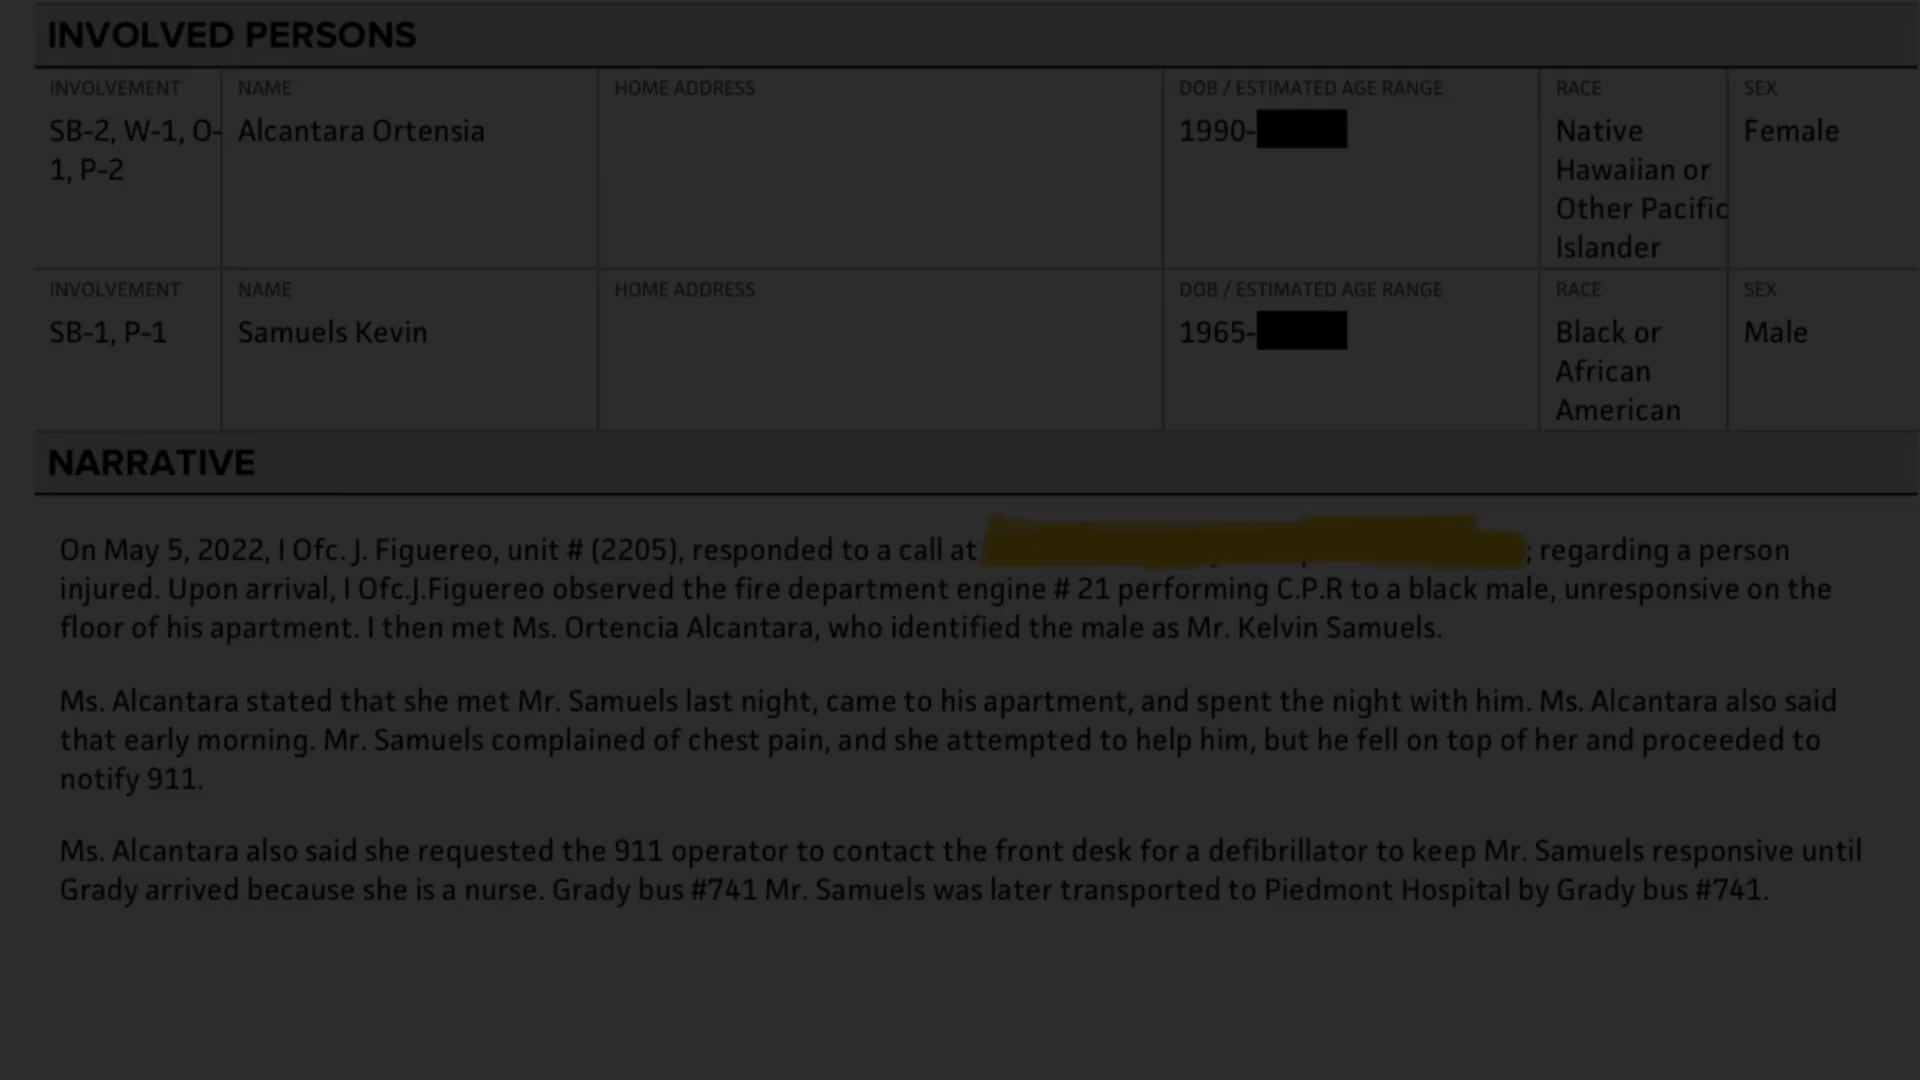 INVOLVED PERSONS
INVOLVEMENT NAME HOME ADDRESS DOB / ESTIMATED AGE RANGE RACE SEX
SB-2, W-1, O- Alcantara Ortensia 1990- Native Female
1, P-2 Hawaiian or
Other Pacific
Islander
INVOLVEMENT NAME HOME ADDRESS DOB / ESTIMATED AGE RANGE RACE SEX
SB-1, P-1 Samuels Kevin 1965- Black or Male
African
American
NARRATIVE
On May 5, 2022, I Ofc. J. Figuereo, unit # (2205), responded to a call at ; regarding a person
injured. Upon arrival, I Ofc.J.Figuereo observed the fire department engine # 21 performing C.P.R to a black male, unresponsive on the
floor of his apartment. I then met Ms. Ortencia Alcantara, who identified the male as Mr. Kelvin Samuels.
Ms. Alcantara stated that she met Mr. Samuels last night, came to his apartment, and spent the night with him. Ms. Alcantara also said
that early morning. Mr. Samuels complained of chest pain, and she attempted to help him, but he fell on top of her and proceeded to
notify 911.
Ms. Alcantara also said she requested the 911 operator to contact the front desk for a defibrillator to keep Mr. Samuels responsive until
Grady arrived because she is a nurse. Grady bus #741 Mr. Samuels was later transported to Piedmont Hospital by Grady bus #741.